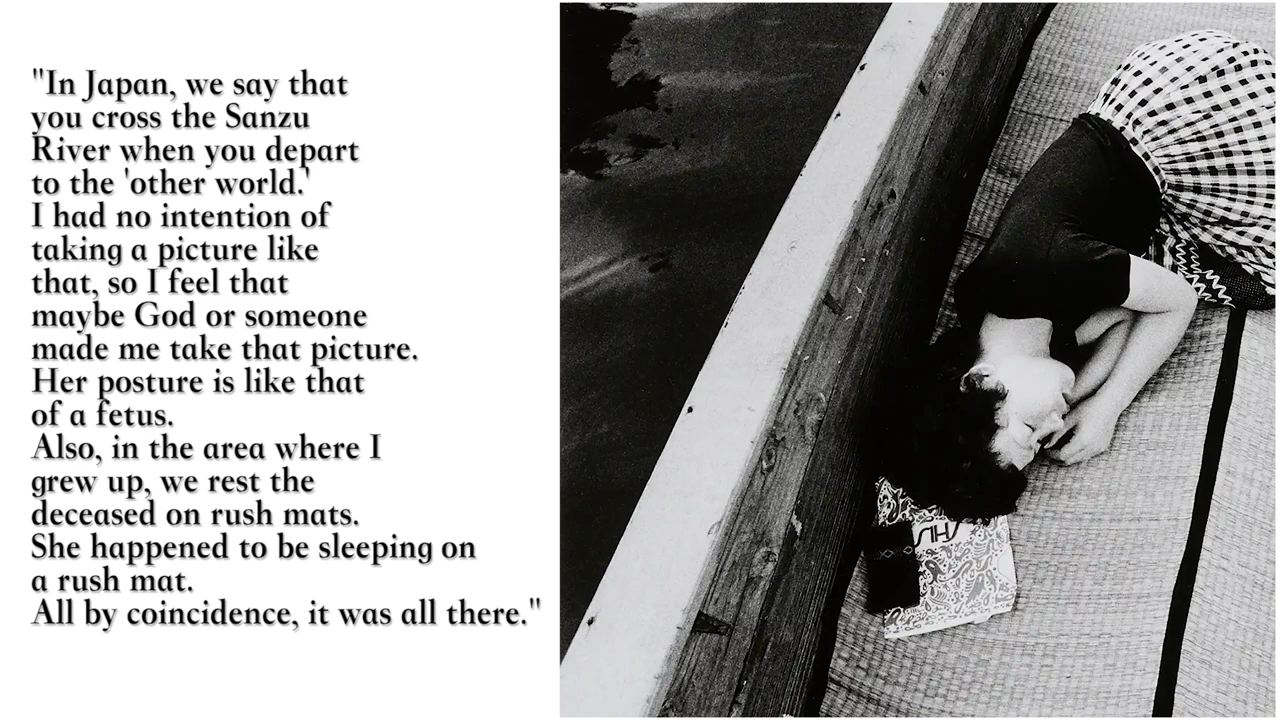 "In Japan, we say that
you cross the Sanzu
River when you depart
to the 'other world.'
I had no intention of
taking a picture like
that, so I feel that
maybe God or someone
made me take that picture.
Her posture is like that
of a fetus.
Also, in the area where I
grew up, we rest the
deceased on rush mats.
She happened to be sleeping on
a rush mat.
All by coincidence, it was all there."